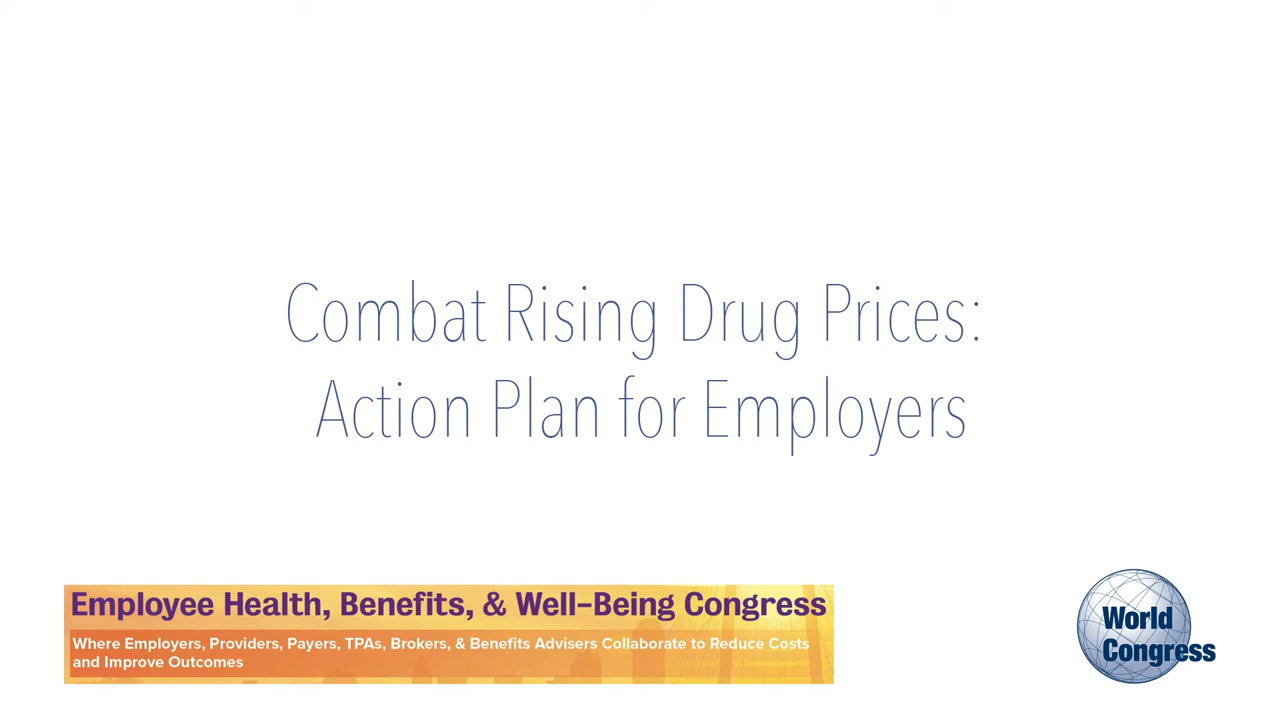 Combat Rising Drug Prices:
Action Plan for Employers
Employee Health, Benefits, & Well-Being Congress
Where Employers, Providers, Payers, TPAs, Brokers, & Benefits Advisers Collaborate to Reduce Costs
and Improve Outcomes
World
Congress